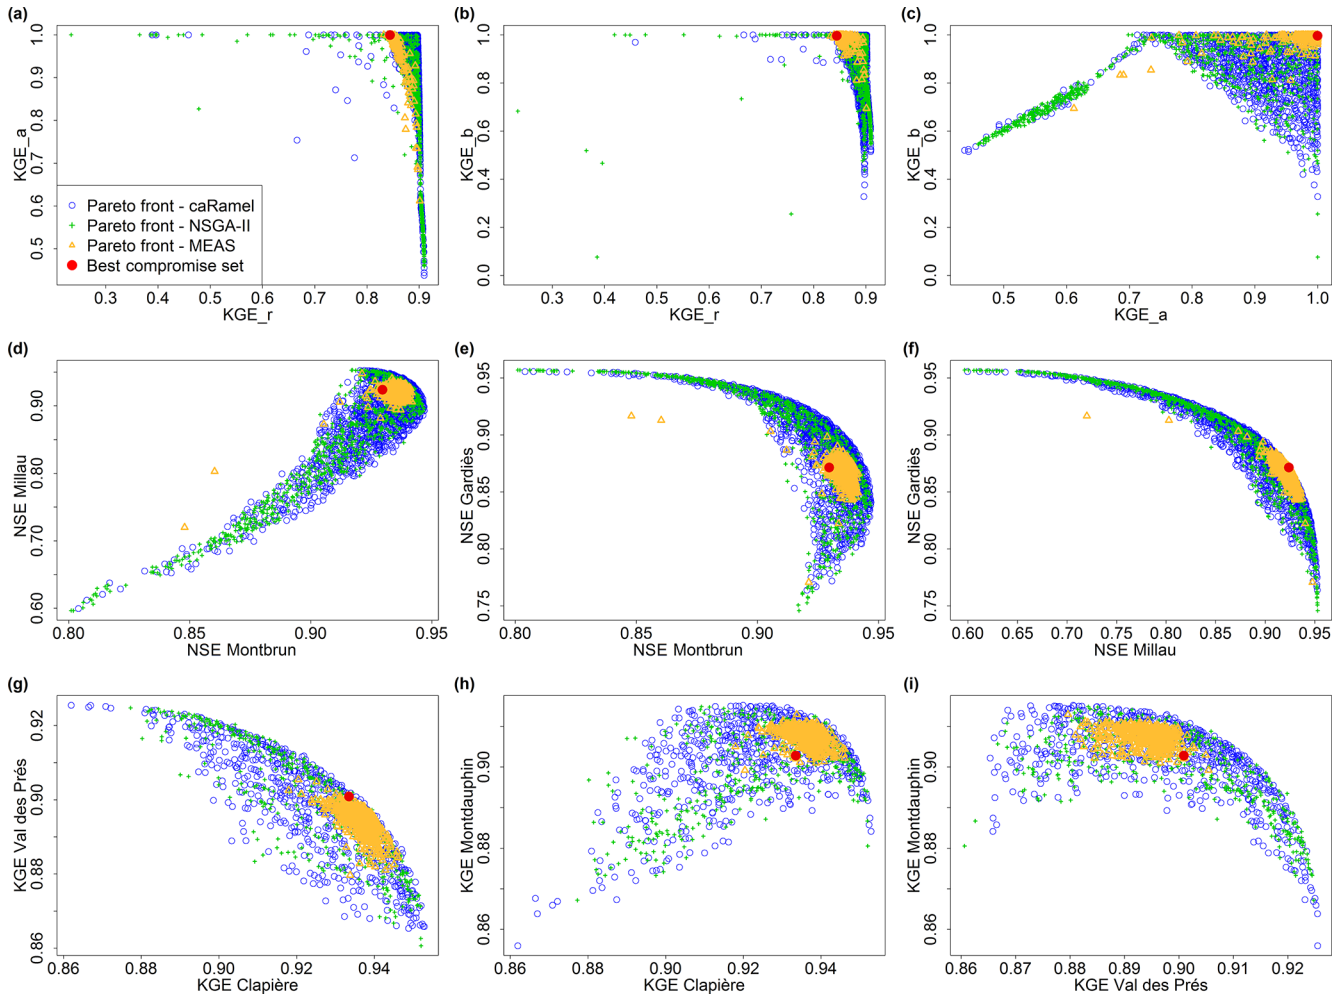 (a)
KGE_a
1.0
0.9
0.8
0.7
0.6
0.5
0.3 0.4 0.5 0.6 0.7 0.8 0.9
KGE_r
Pareto front - caRamel
Pareto front - NSGA-II
Pareto front - MEAS
Best compromise set
(b)
KGE_b
1.0
0.8
0.6
0.4
0.2
0.0
0.3 0.4 0.5 0.6 0.7 0.8 0.9
KGE_r
(c)
KGE_b
1.0
0.8
0.6
0.4
0.2
0.0
0.5 0.6 0.7 0.8 0.9 1.0
KGE_a
(d)
NSE Millau
0.90
0.80
0.70
0.60
0.80 0.85 0.90 0.95
NSE Montbrun
(e)
NSE Gardiès
0.95
0.90
0.85
0.80
0.75
0.80 0.85 0.90 0.95
NSE Montbrun
(f)
NSE Gardiès
0.95
0.90
0.85
0.80
0.75
0.60 0.65 0.70 0.75 0.80 0.85 0.90 0.95
NSE Millau
(g)
KGE Val des Prés
0.92
0.90
0.88
0.86
0.86 0.88 0.90 0.92 0.94
KGE Clapière
(h)
KGE Montdauphin
0.90
0.88
0.86
0.86 0.88 0.90 0.92 0.94
KGE Clapière
(i)
KGE Montdauphin
0.90
0.88
0.86
0.86 0.87 0.88 0.89 0.90 0.91 0.92
KGE Val des Prés